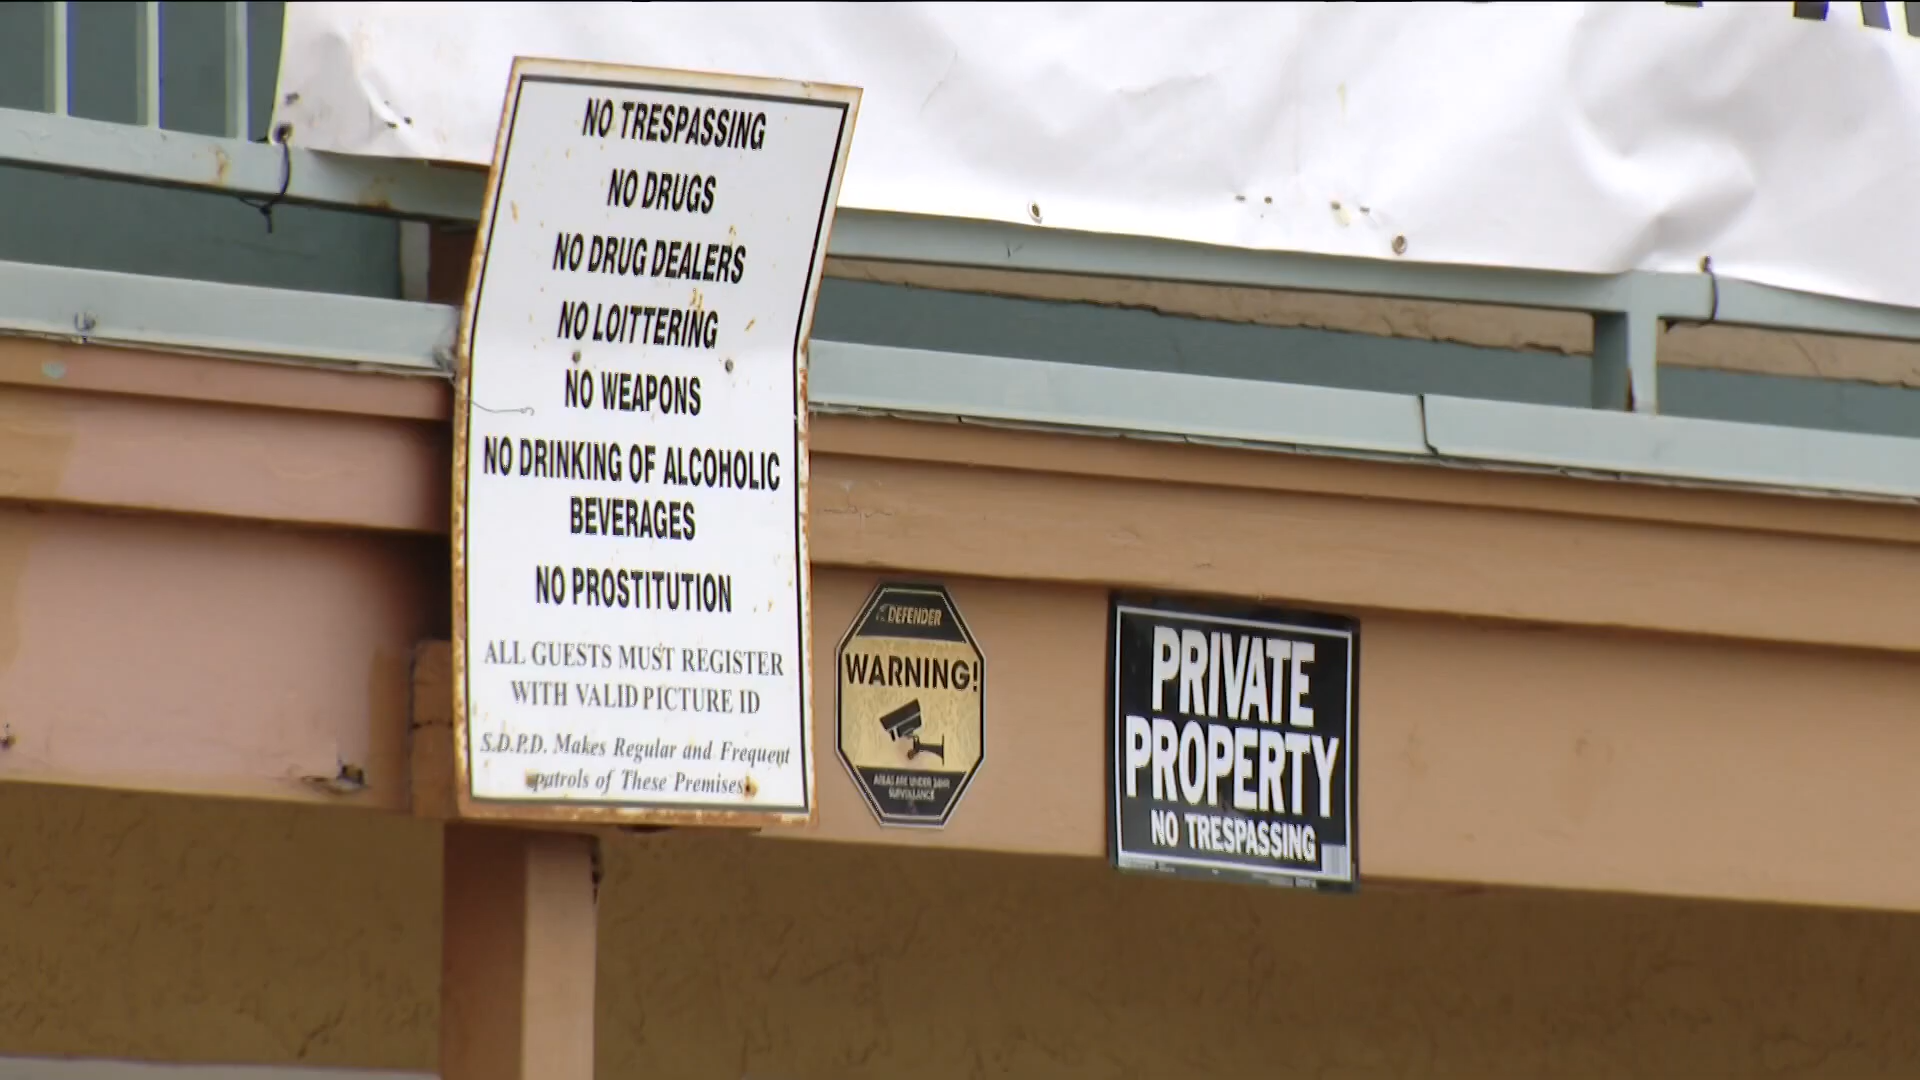 NO TRESPASSING
NO DRUGS
NO DRUG DEALERS
NO LOITTERING
NO WEAPONS
NO DRINKING OF ALCOHOLIC
BEVERAGES
NO PROSTITUTION
ALL GUESTS MUST REGISTER
WITH VALID PICTURE ID
S.D.P.D. Makes Regular and Frequent
patrols of These Premises.
DEFENDER
WARNING!
AREAS ARE UNDER 24HR
SURVEILLANCE
PRIVATE
PROPERTY
NO TRESPASSING